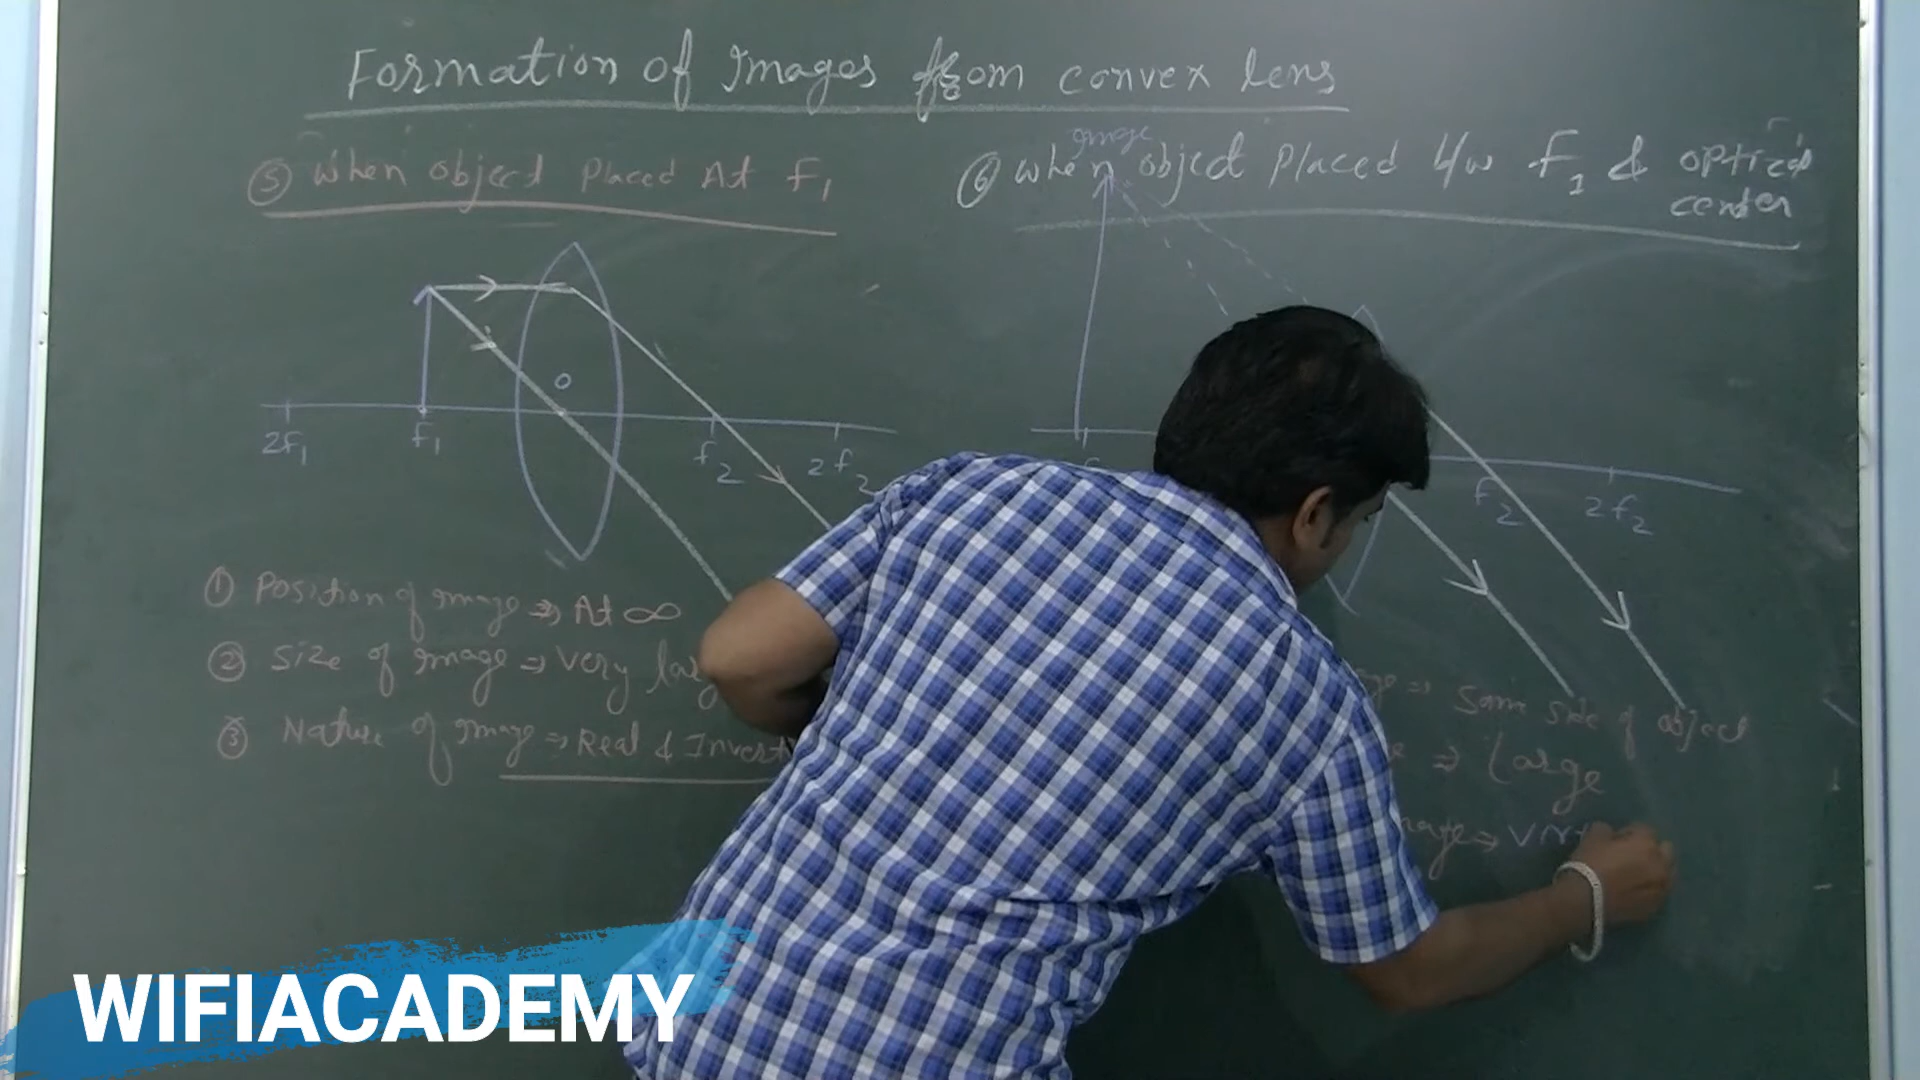 Formation of Images from convex lens
⑤ When object Placed At F₁
image
⑥ When object Placed b/w F₁ & optical center
O
2F₁ F₁ F₂ 2F₂
F₂ 2F₂
① Position of image ⇒ At ∞
② Size of image ⇒ Very
③ Nature of image ⇒ Real & Invert
⇒ Same side of object
⇒ Large
WIFIACADEMY